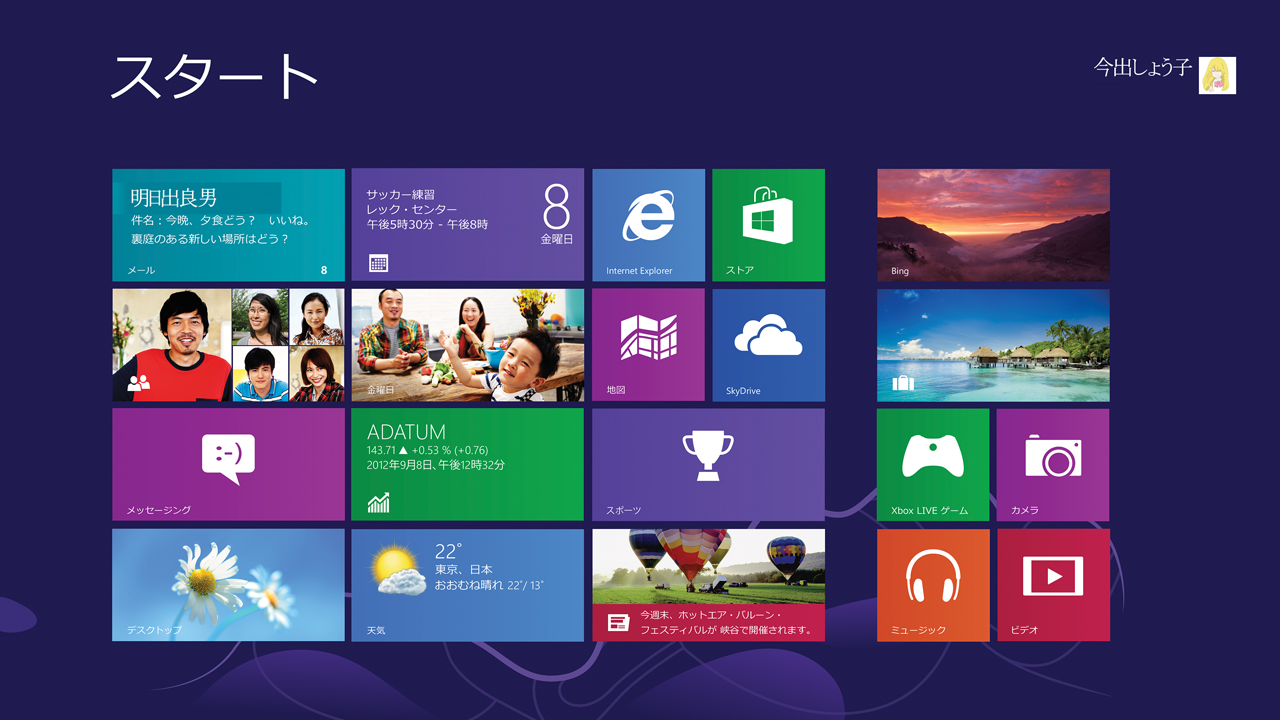 スタート
今出しょう子
明日出良男
件名：今晩、夕食どう？　いいね。
裏庭のある新しい場所はどう？
メール
8
サッカー練習
レック・センター
午後5時30分 - 午後8時
8
金曜日
Internet Explorer
ストア
Bing
金曜日
地図
SkyDrive
:-)
メッセージング
ADATUM
143.71 ▲ +0.53 % (+0.76)
2012年9月8日、午後12時32分
スポーツ
Xbox LIVE ゲーム
カメラ
デスクトップ
22°
東京、日本
おおむね晴れ 22°/ 13°
天気
今週末、ホットエア・バルーン・
フェスティバルが 峡谷で開催されます。
ミュージック
ビデオ